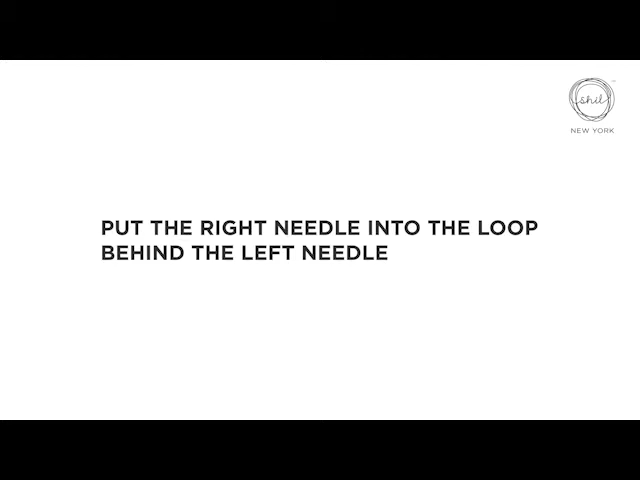 shil
NEW YORK
PUT THE RIGHT NEEDLE INTO THE LOOP
BEHIND THE LEFT NEEDLE